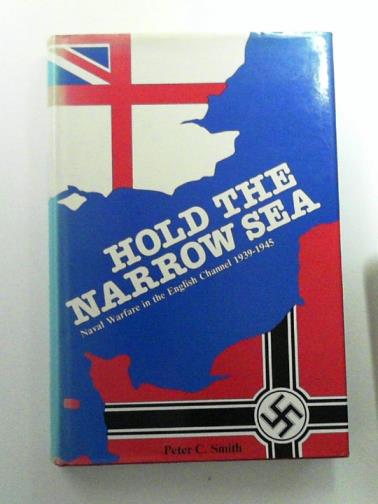 HOLD THE
NARROW SEA
Naval Warfare in the English Channel 1939-1945
Peter C. Smith